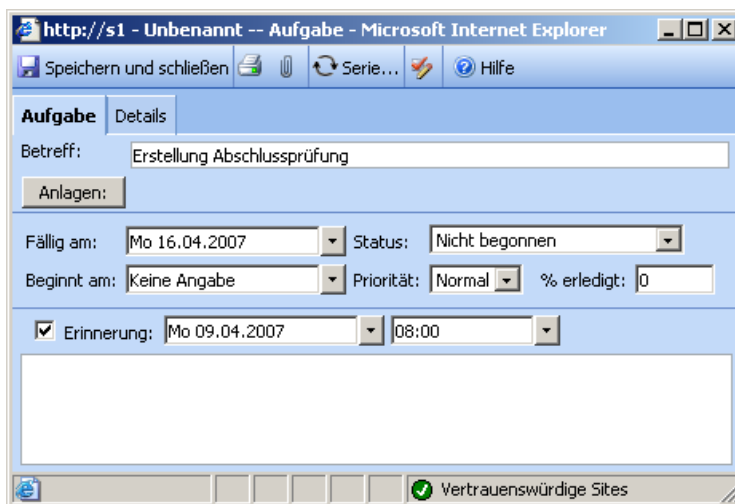 http://s1 - Unbenannt -- Aufgabe - Microsoft Internet Explorer
Speichern und schließen Serie... Hilfe
Aufgabe Details
Betreff: Erstellung Abschlussprüfung
Anlagen:
Fällig am: Mo 16.04.2007 Status: Nicht begonnen
Beginnt am: Keine Angabe Priorität: Normal % erledigt: 0
Erinnerung: Mo 09.04.2007 08:00
Vertrauenswürdige Sites